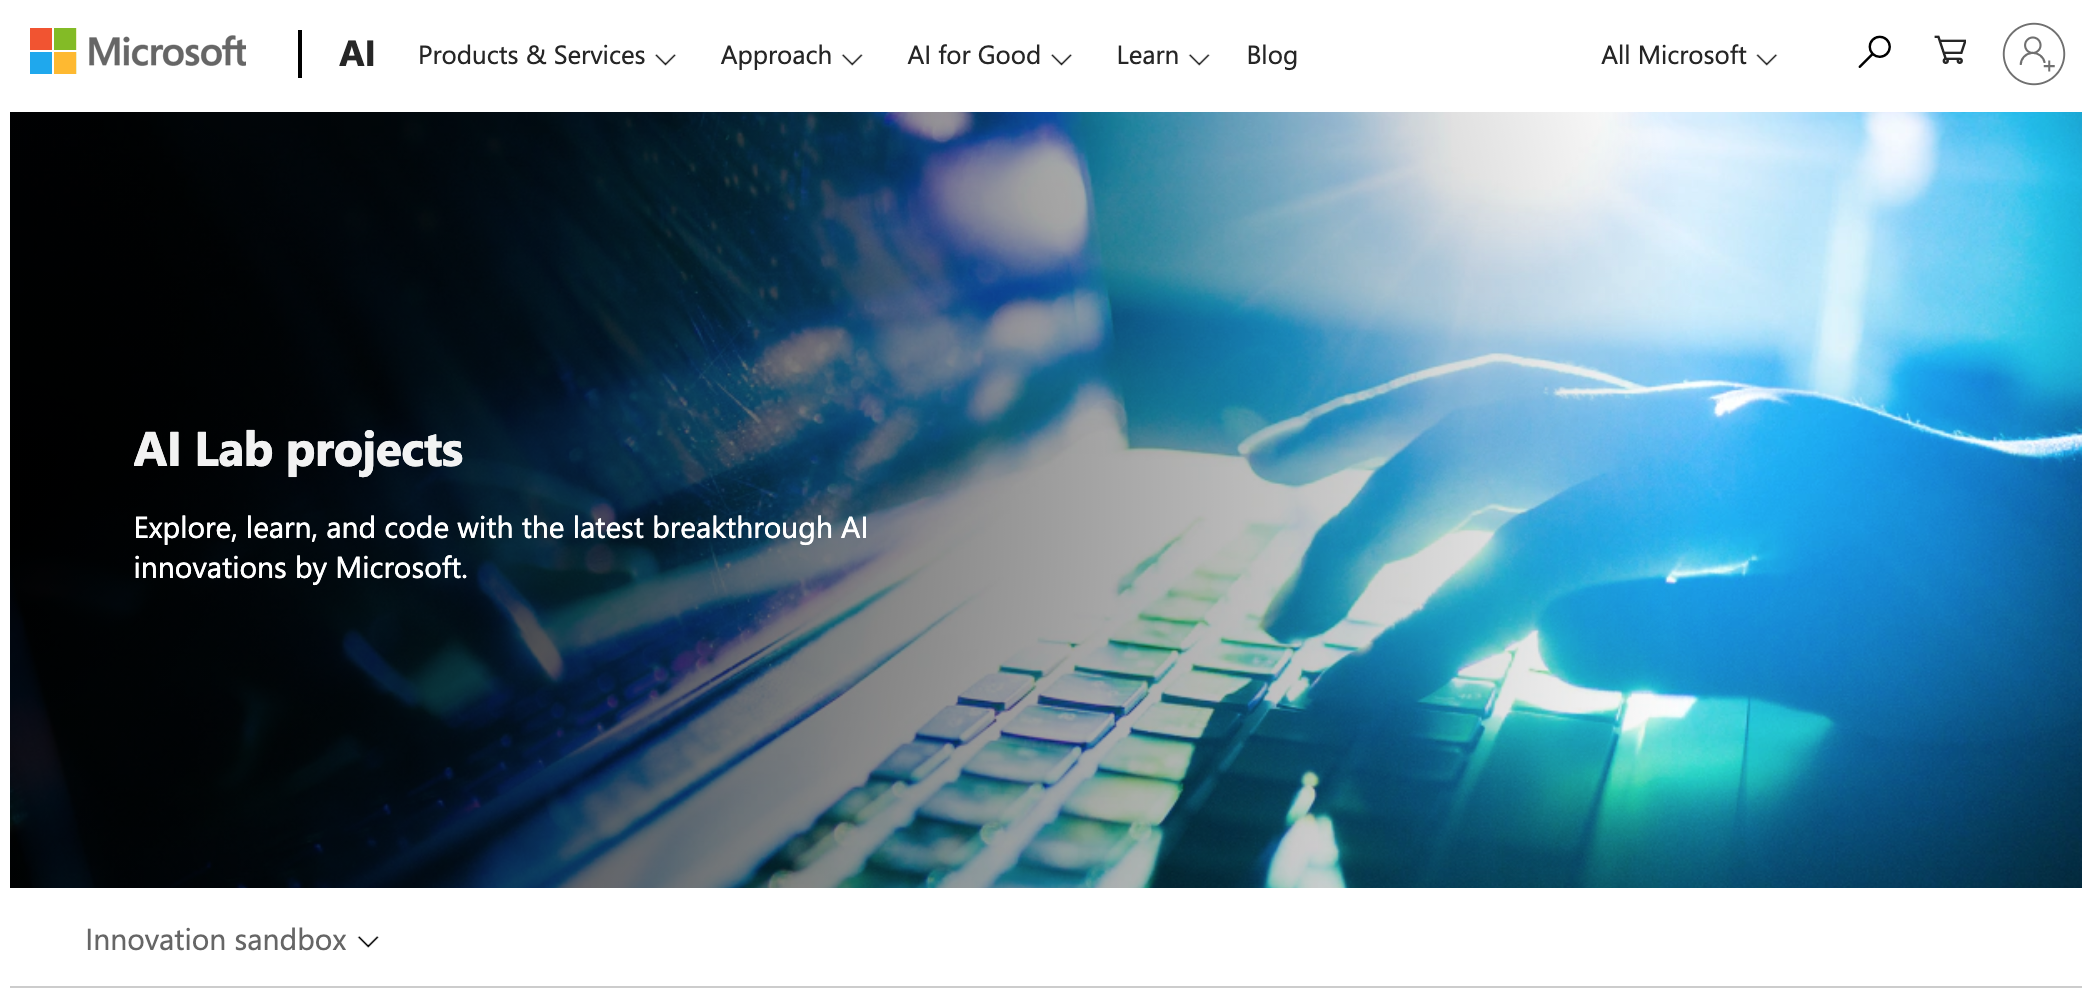 Microsoft AI Products & Services Approach AI for Good Learn Blog All Microsoft
AI Lab projects
Explore, learn, and code with the latest breakthrough AI
innovations by Microsoft.
Innovation sandbox